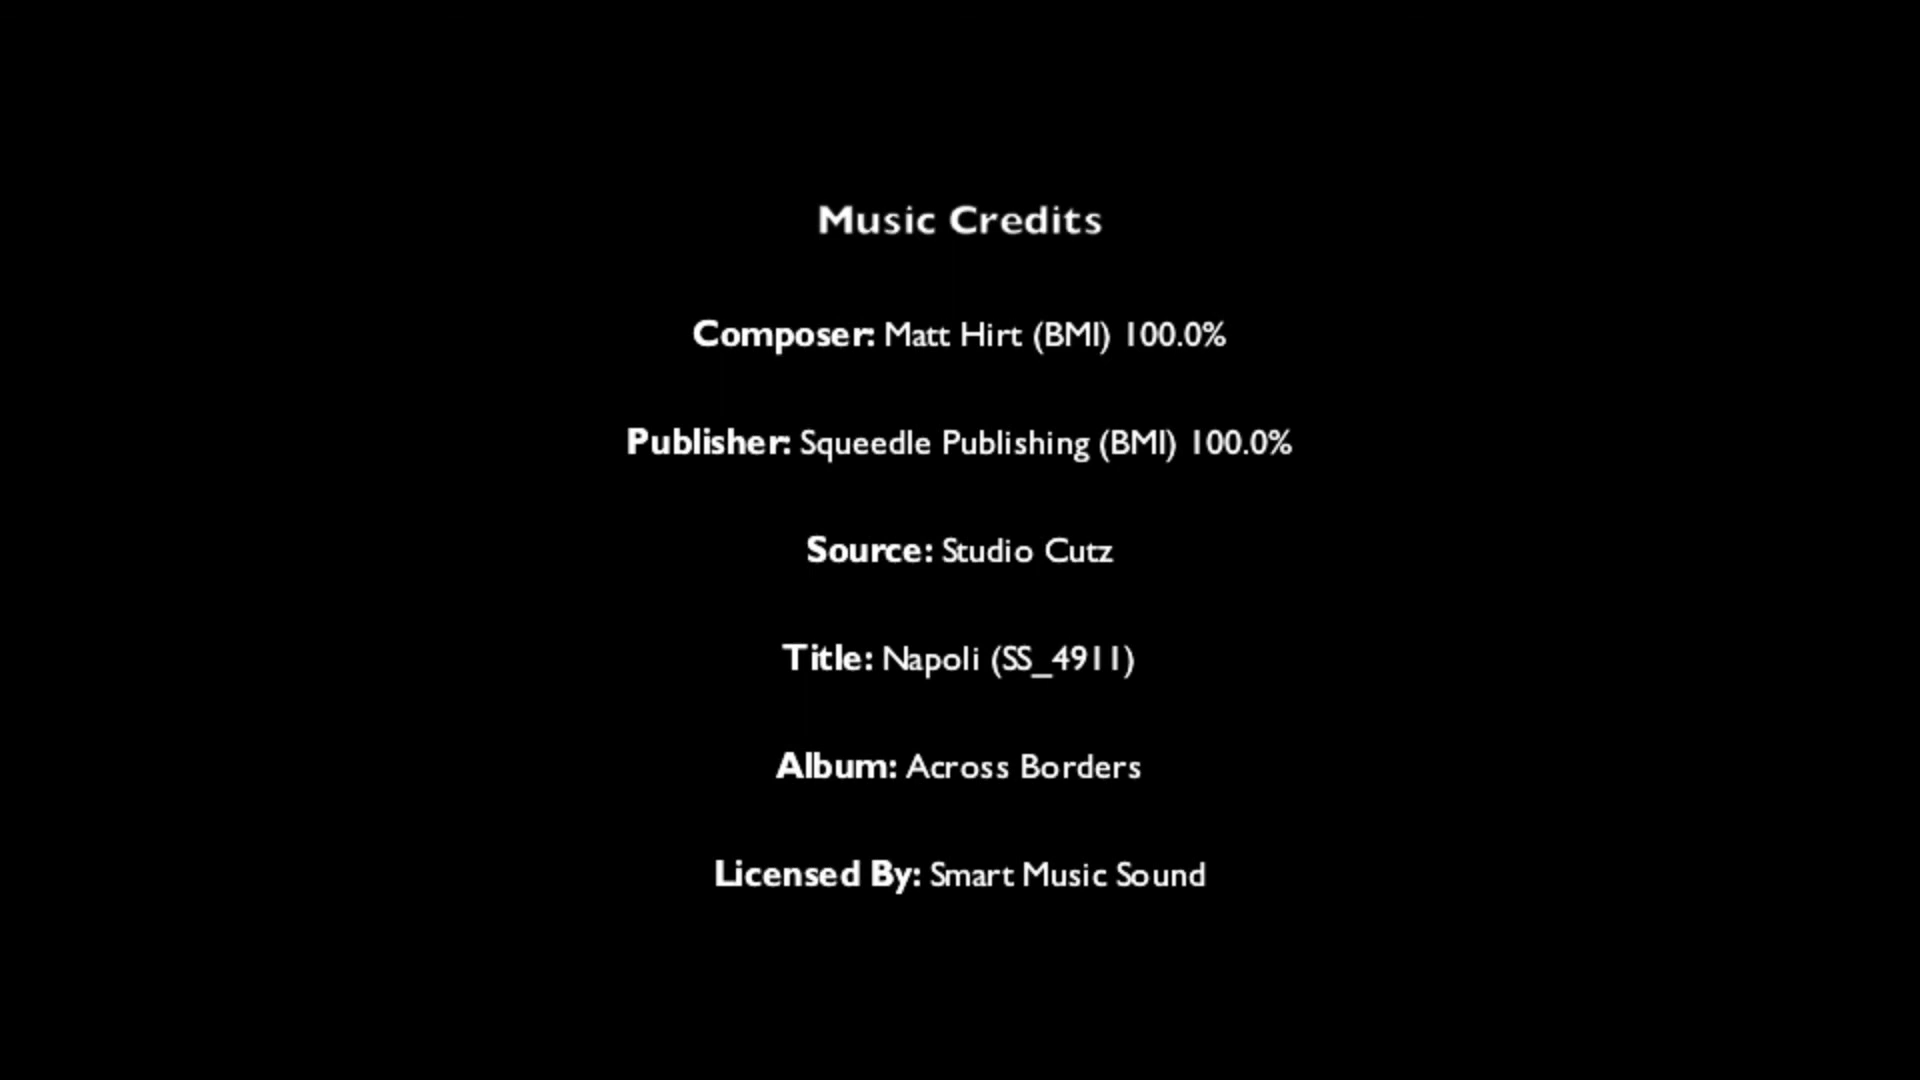 Music Credits
Composer: Matt Hirt (BMI) 100.0%
Publisher: Squeedle Publishing (BMI) 100.0%
Source: Studio Cutz
Title: Napoli (SS_4911)
Album: Across Borders
Licensed By: Smart Music Sound